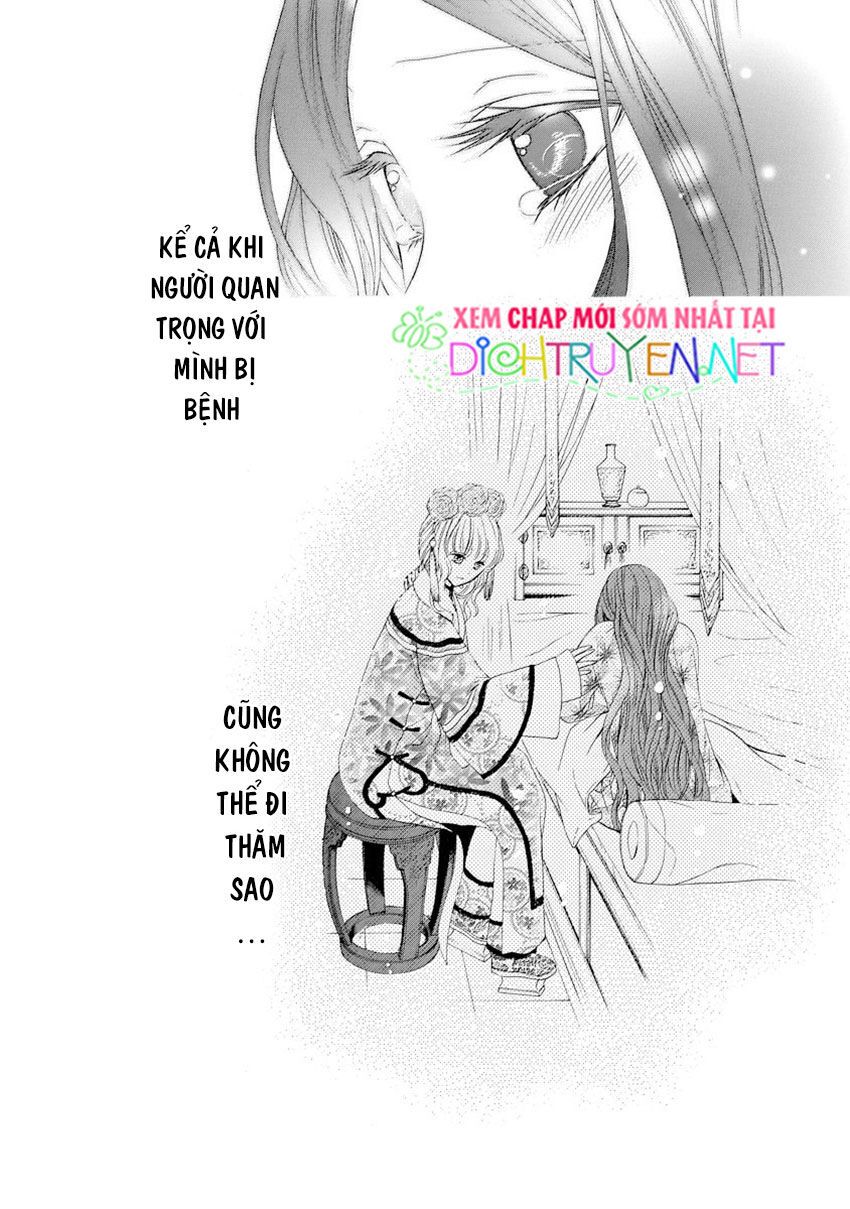 KỂ CẢ KHI
NGƯỜI QUAN
TRỌNG VỚI
MÌNH BỊ
BỆNH
XEM CHAP MỚI SỚM NHẤT TẠI
DICHTRUYEN.NET
CŨNG
KHÔNG
THỂ ĐI
THĂM
SAO
...